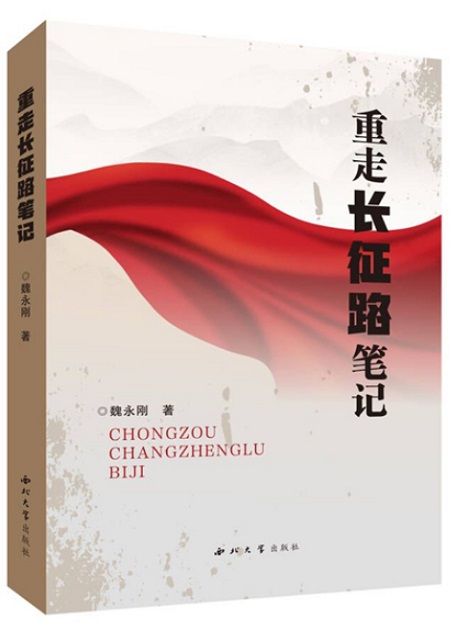 重走长征路笔记
◎魏永刚 著
西北大学出版社
重走长征路笔记
◎魏永刚 著
CHONGZOU
CHANGZHENGLU
BIJI
西北大学出版社